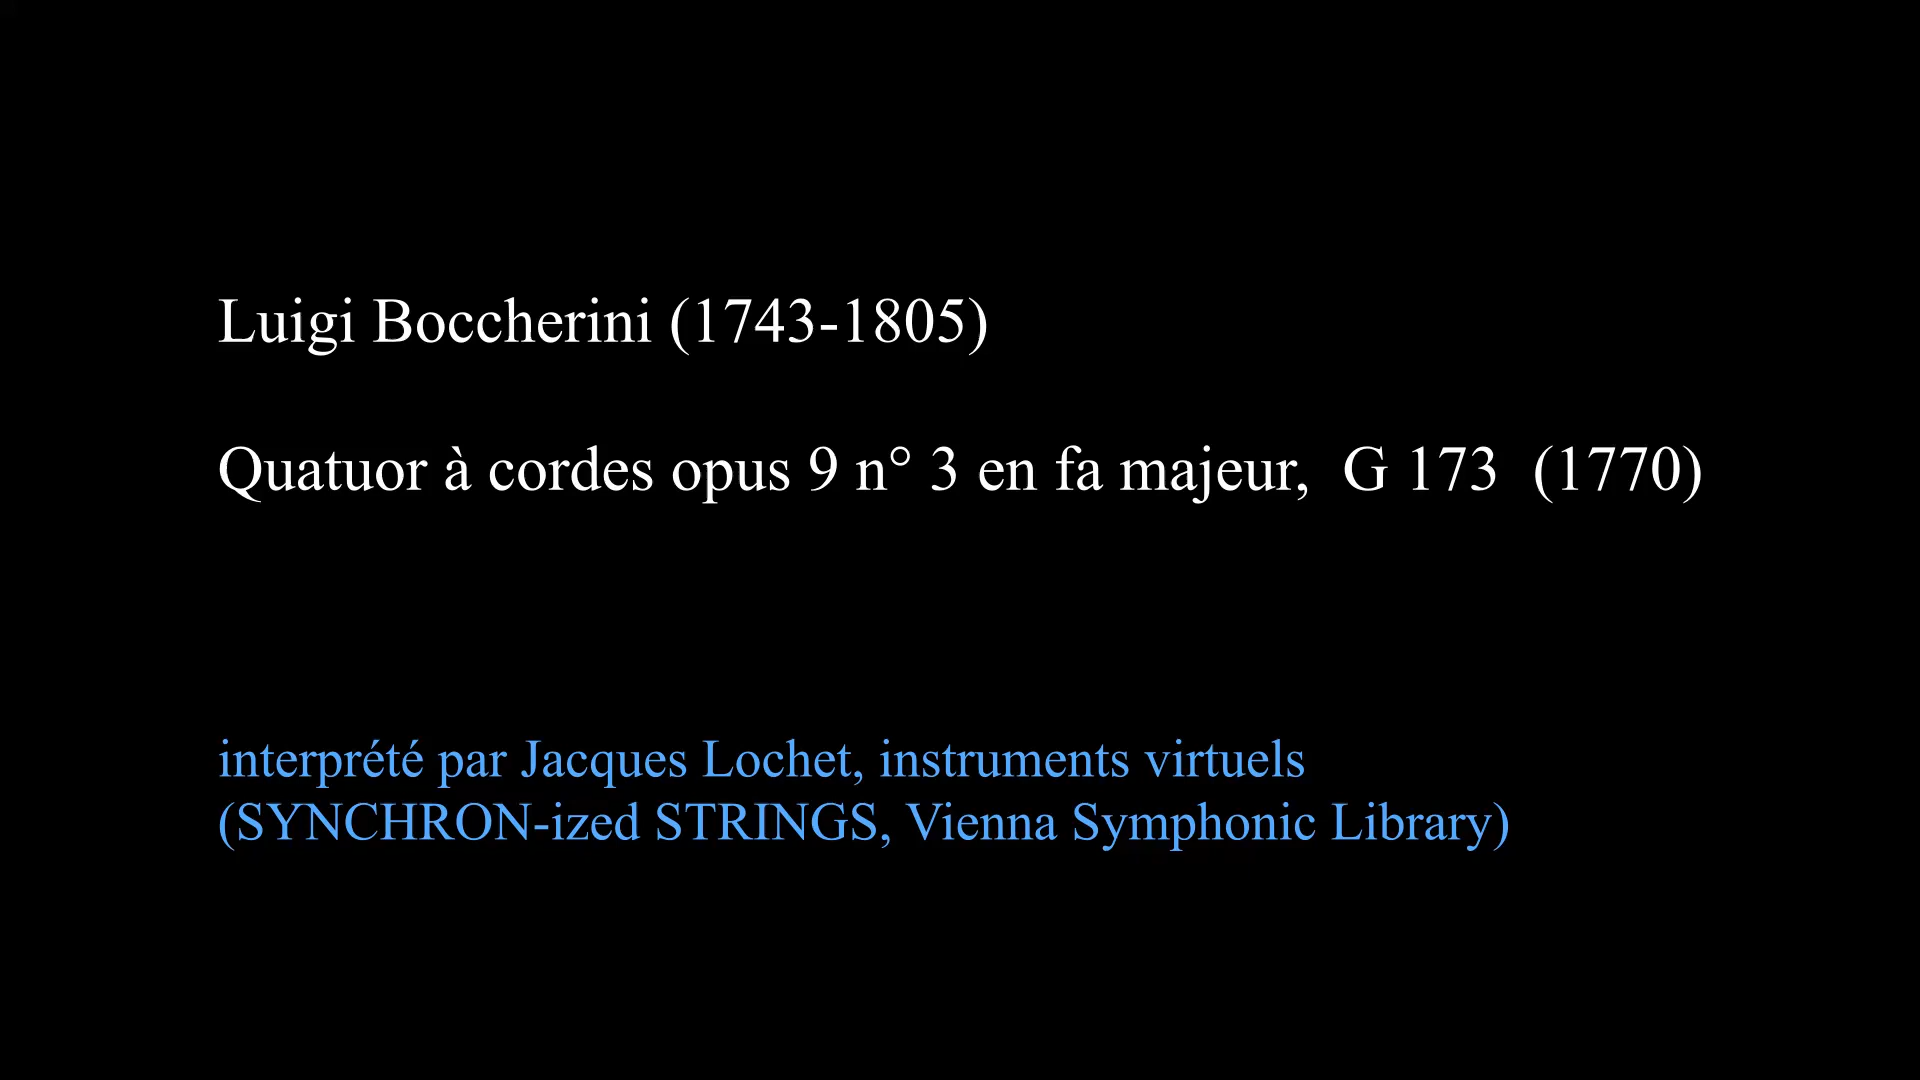 Luigi Boccherini (1743-1805)
Quatuor à cordes opus 9 n° 3 en fa majeur,  G 173  (1770)
interprété par Jacques Lochet, instruments virtuels
(SYNCHRON-ized STRINGS, Vienna Symphonic Library)